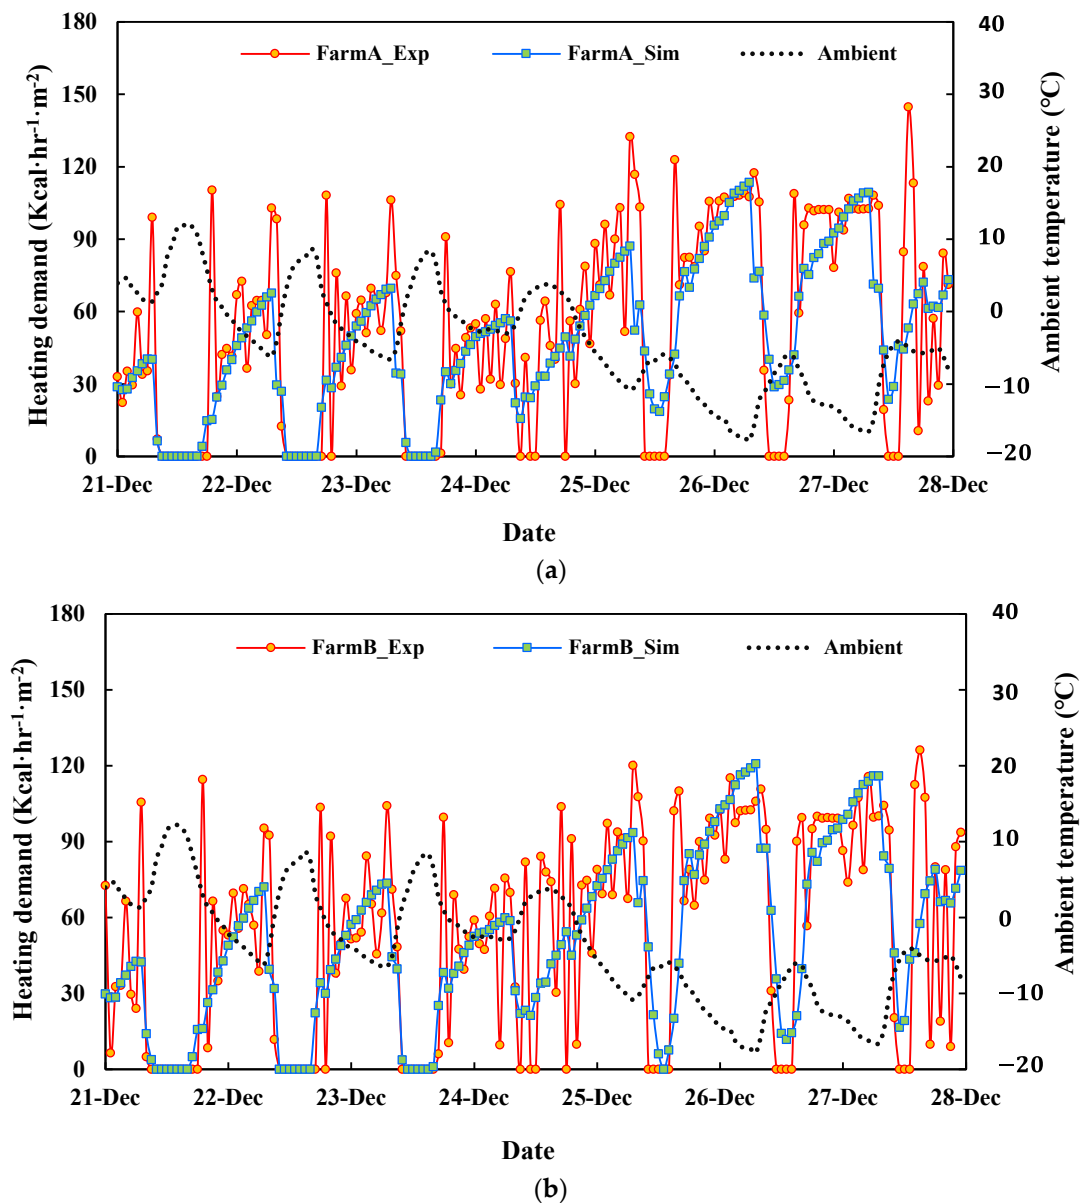 Heating demand (Kcal·hr⁻¹·m⁻²)
180
150
120
90
60
30
0
FarmA_Exp FarmA_Sim Ambient
40
30
20
10
0
−10
−20
Ambient temperature (°C)
21-Dec 22-Dec 23-Dec 24-Dec 25-Dec 26-Dec 27-Dec 28-Dec
Date
(a)
Heating demand (Kcal·hr⁻¹·m⁻²)
180
150
120
90
60
30
0
FarmB_Exp FarmB_Sim Ambient
40
30
20
10
0
−10
−20
Ambient temperature (°C)
21-Dec 22-Dec 23-Dec 24-Dec 25-Dec 26-Dec 27-Dec 28-Dec
Date
(b)